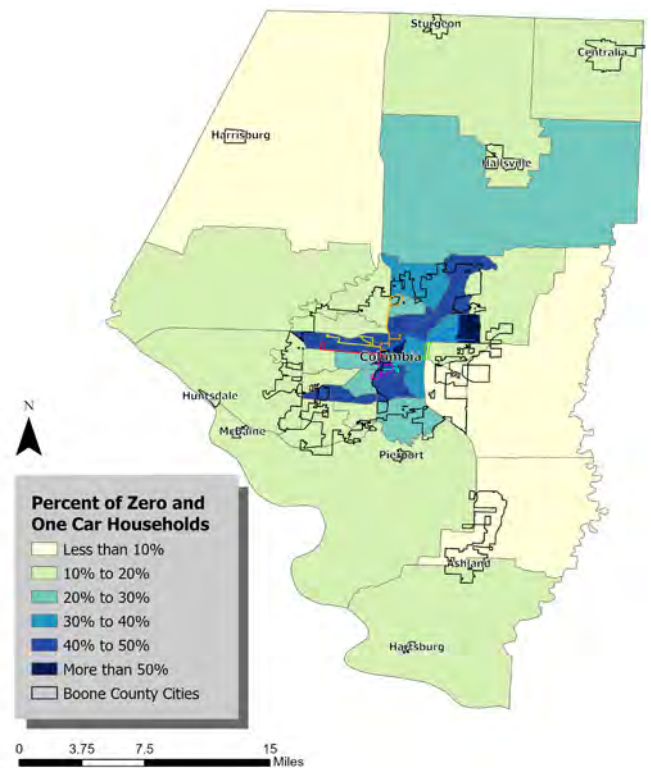 Sturgeon
Centralia
Harrisburg
Hallsville
Columbia
Huntsdale
McBaine
Pierpart
N
Ashland
Hartsburg
Percent of Zero and
One Car Households
Less than 10%
10% to 20%
20% to 30%
30% to 40%
40% to 50%
More than 50%
Boone County Cities
0 3.75 7.5 15
Miles